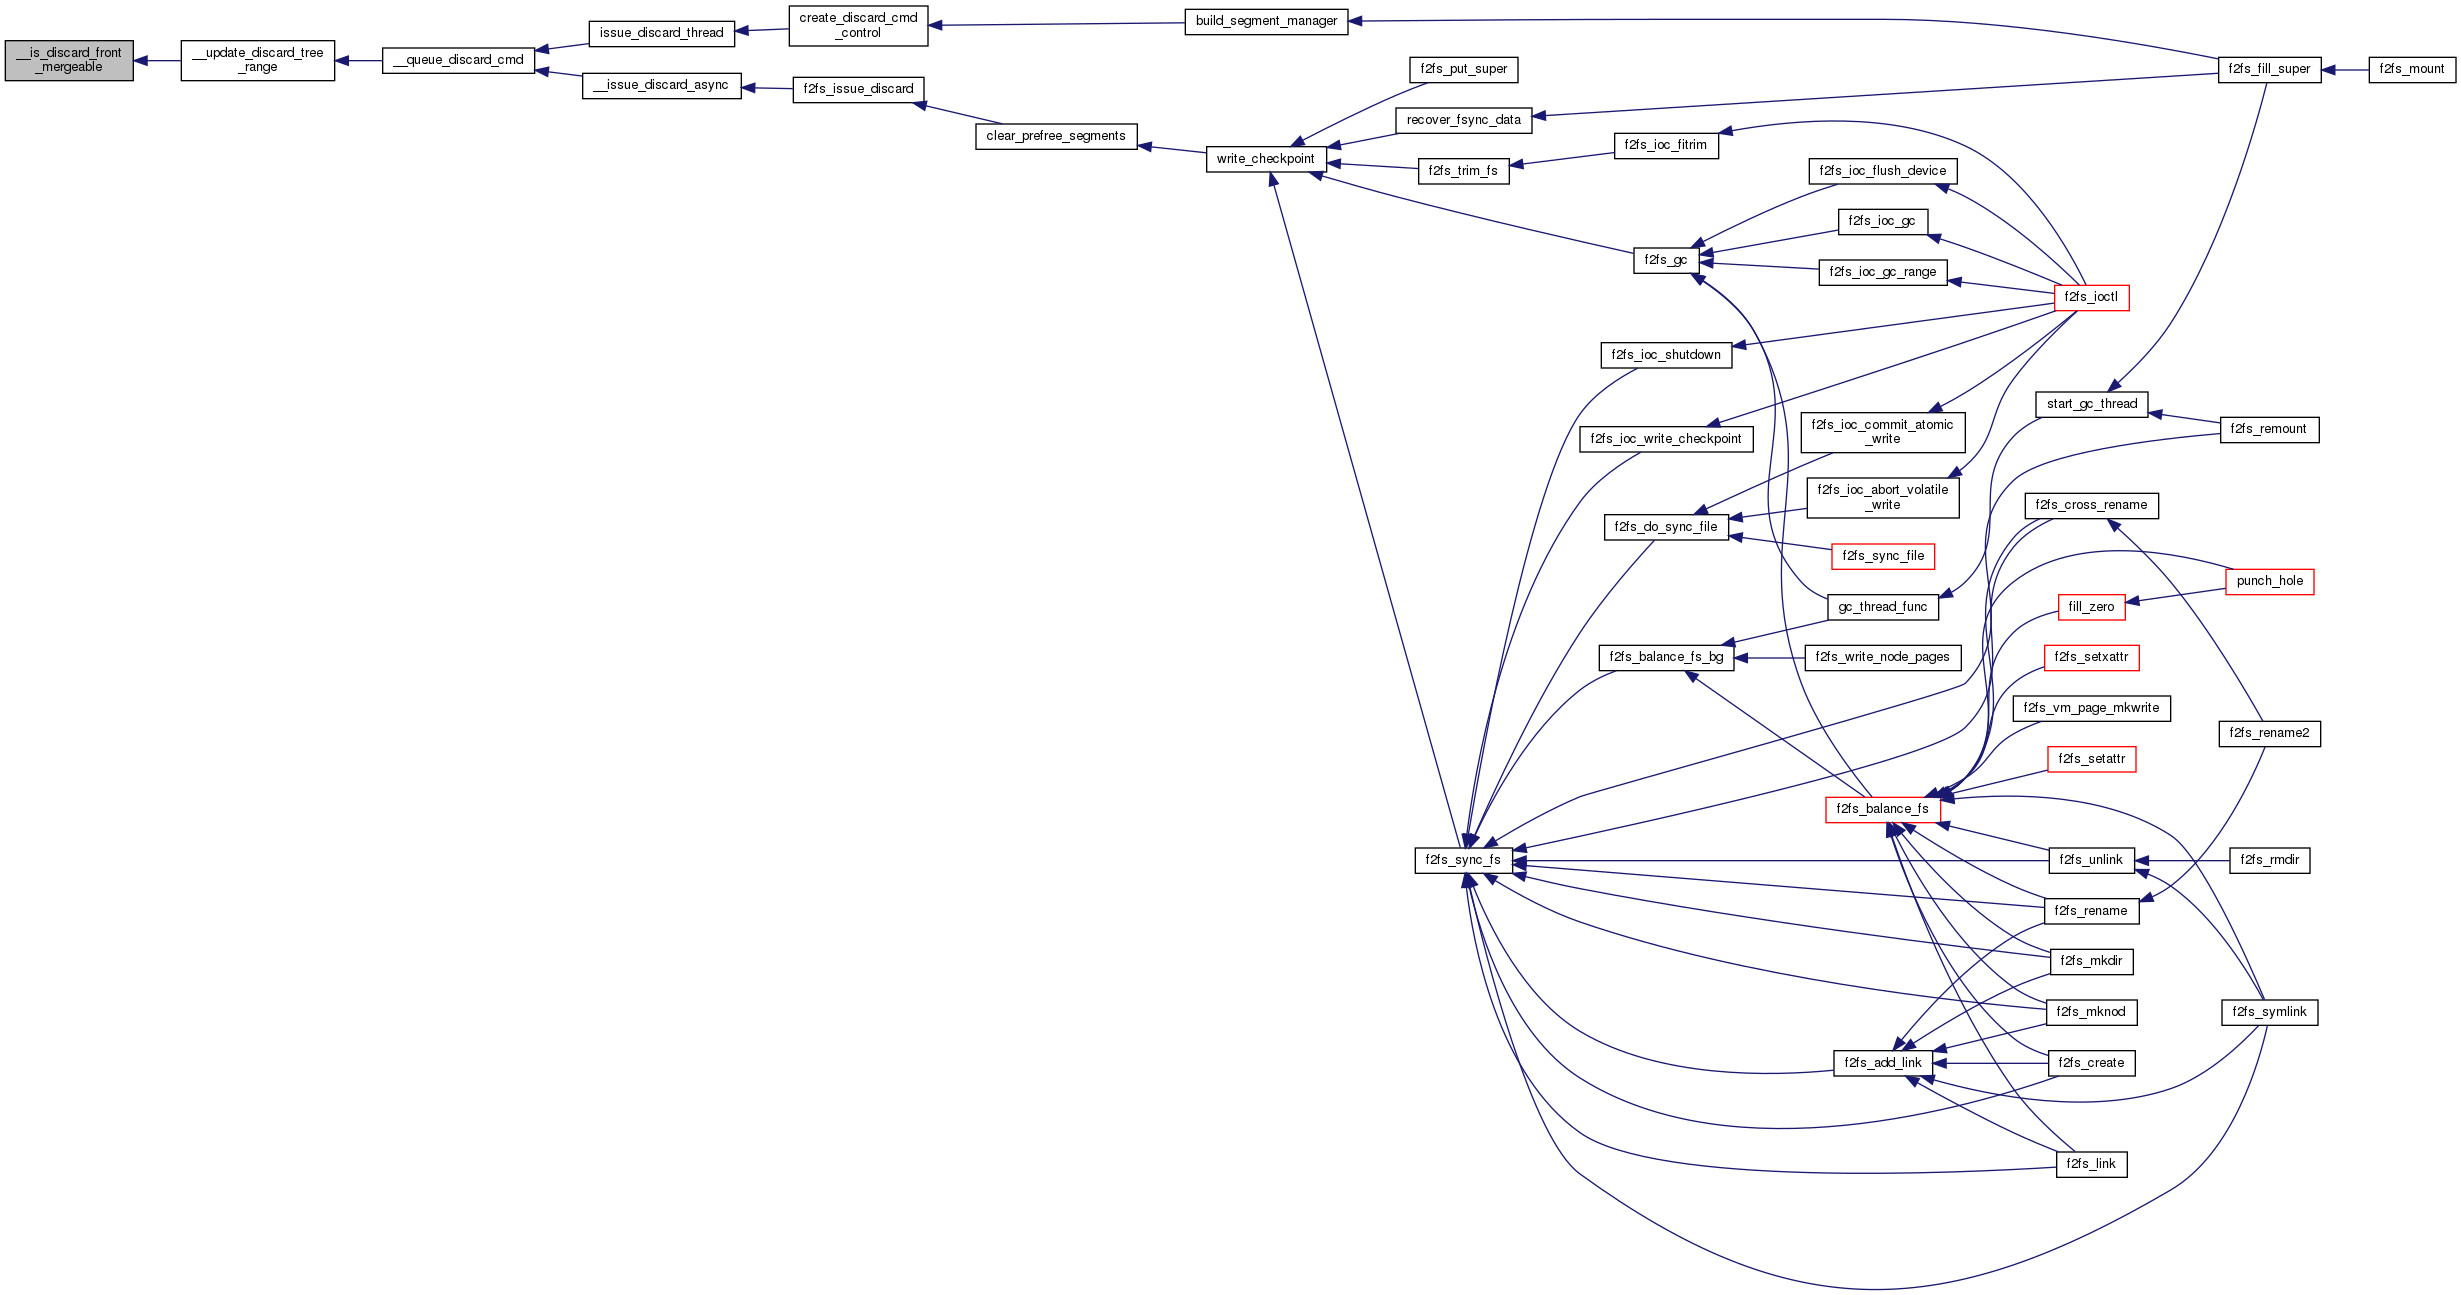 __is_discard_front
_mergeable
__update_discard_tree
_range
__queue_discard_cmd
issue_discard_thread
__issue_discard_async
create_discard_cmd
_control
f2fs_issue_discard
clear_prefree_segments
build_segment_manager
write_checkpoint
f2fs_put_super
recover_fsync_data
f2fs_trim_fs
f2fs_sync_fs
f2fs_ioc_fitrim
f2fs_gc
f2fs_ioc_shutdown
f2fs_ioc_write_checkpoint
f2fs_do_sync_file
f2fs_balance_fs_bg
f2fs_ioc_flush_device
f2fs_ioc_gc
f2fs_ioc_gc_range
f2fs_ioc_commit_atomic
_write
f2fs_ioc_abort_volatile
_write
f2fs_sync_file
gc_thread_func
f2fs_write_node_pages
f2fs_balance_fs
f2fs_add_link
f2fs_ioctl
start_gc_thread
f2fs_cross_rename
fill_zero
f2fs_setxattr
f2fs_vm_page_mkwrite
f2fs_setattr
f2fs_unlink
f2fs_rename
f2fs_mkdir
f2fs_mknod
f2fs_create
f2fs_link
f2fs_fill_super
f2fs_remount
punch_hole
f2fs_rename2
f2fs_rmdir
f2fs_symlink
f2fs_mount